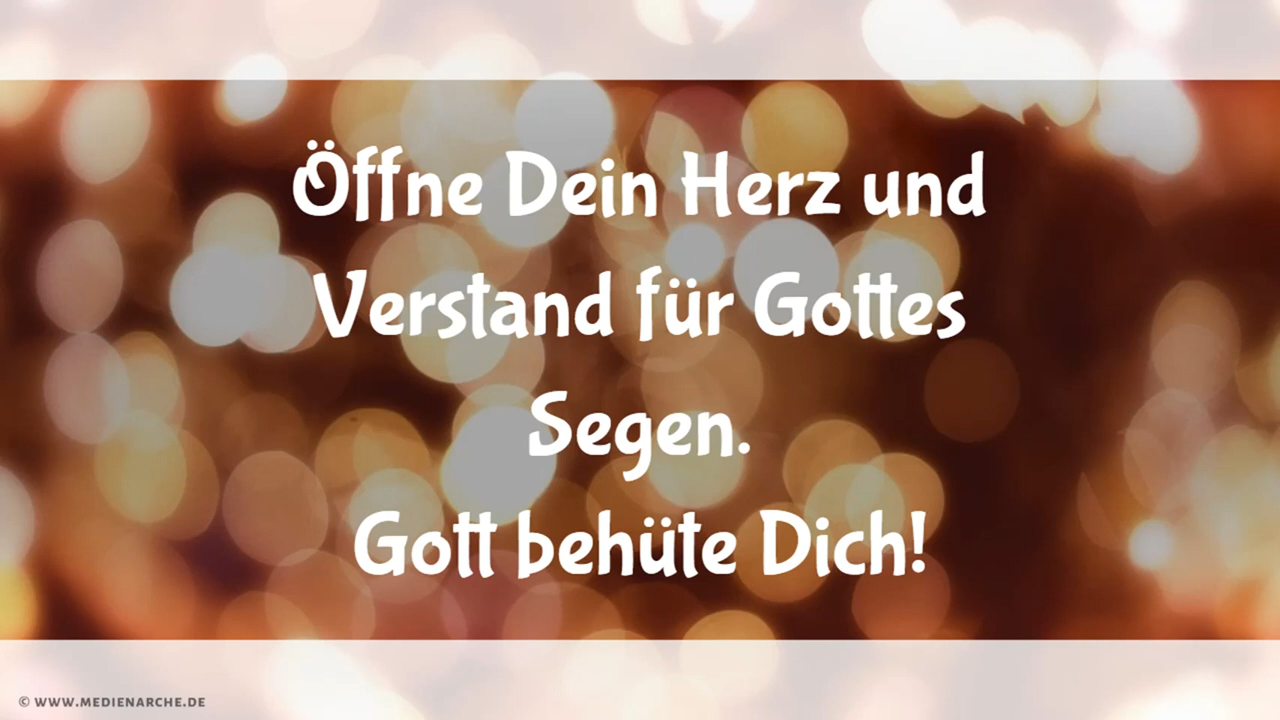 Öffne Dein Herz und
Verstand für Gottes
Segen.
Gott behüte Dich!
© WWW.MEDIENARCHE.DE